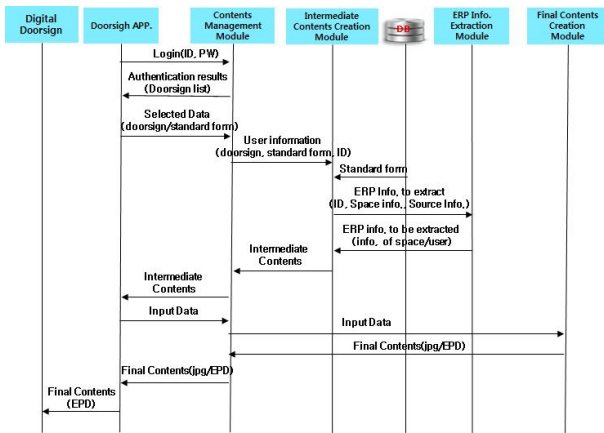 Digital
Doorsign
Doorsigh APP.
Contents
Management
Module
Intermediate
Contents Creation
Module
DB
ERP Info.
Extraction
Module
Final Contents
Creation Module
Login(ID, PW)
Authentication results
(Doorsign list)
Selected Data
(doorsign/standard form)
User information
(doorsign, standard form, ID)
Standard form
ERP Info. to extract
(ID, Space info., Source Info.)
ERP info. to be extracted
(info. of space/user)
Intermediate
Contents
Intermediate
Contents
Input Data
Input Data
Final Contents(jpg/EPD)
Final Contents(jpg/EPD)
Final Contents
(EPD)